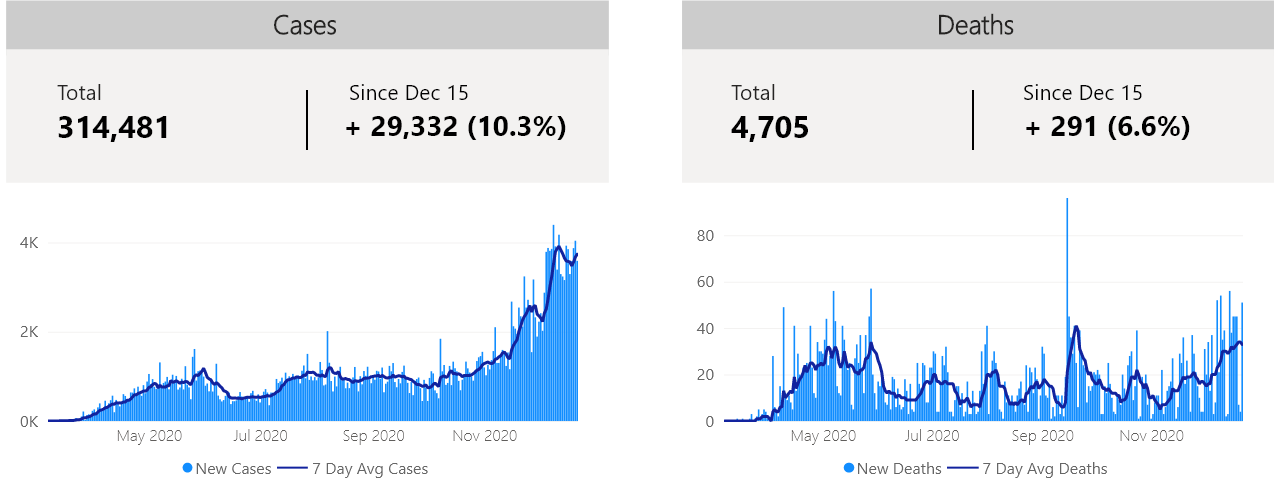 Cases
Total
314,481
Since Dec 15
+ 29,332 (10.3%)
4K
2K
0K
May 2020 Jul 2020 Sep 2020 Nov 2020
New Cases 7 Day Avg Cases
Deaths
Total
4,705
Since Dec 15
+ 291 (6.6%)
80
60
40
20
0
May 2020 Jul 2020 Sep 2020 Nov 2020
New Deaths 7 Day Avg Deaths